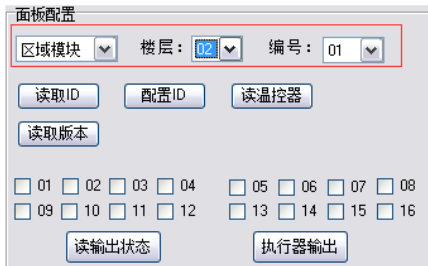 面板配置
区域模块 楼层： 02 编号： 01
读取ID 配置ID 读温控器
读取版本
01 02 03 04 05 06 07 08
09 10 11 12 13 14 15 16
读输出状态 执行器输出